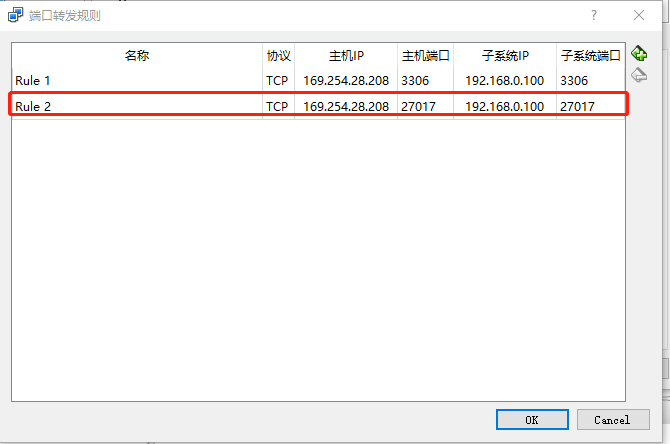 端口转发规则
?
名称 协议 主机IP 主机端口 子系统IP 子系统端口
Rule 1 TCP 169.254.28.208 3306 192.168.0.100 3306
Rule 2 TCP 169.254.28.208 27017 192.168.0.100 27017
OK Cancel